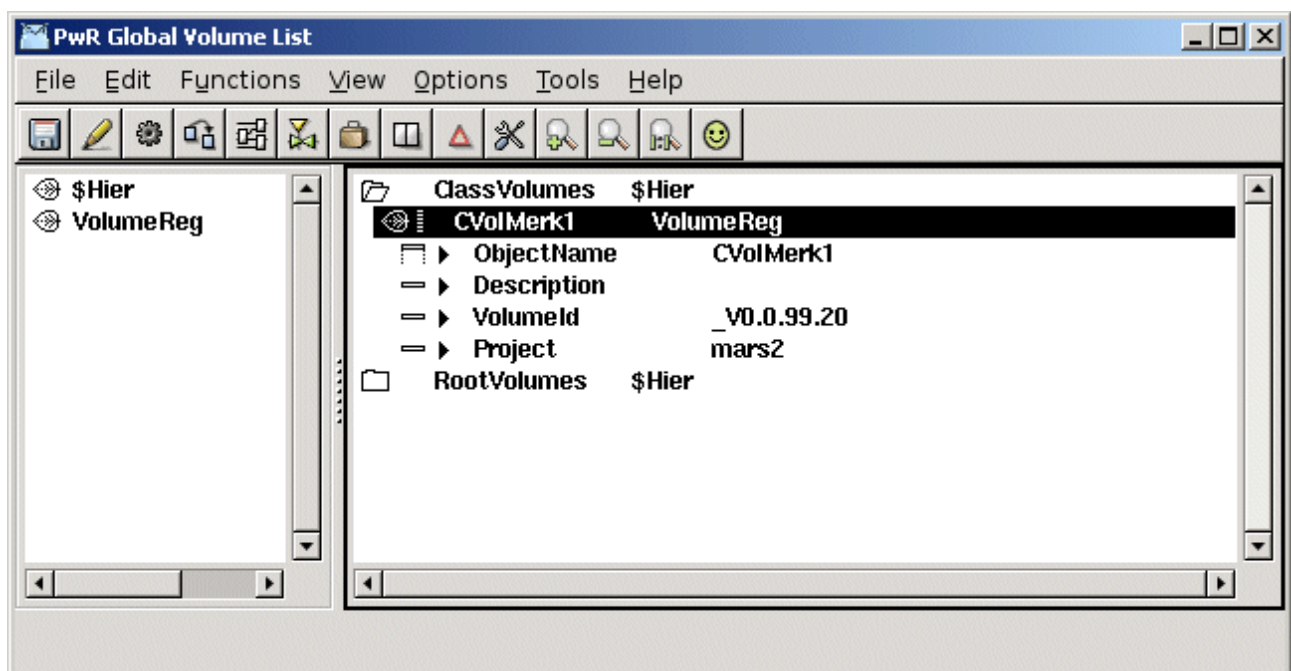 PwR Global Volume List
File Edit Functions View Options Tools Help
$Hier
VolumeReg
ClassVolumes $Hier
CVolMerk1 VolumeReg
ObjectName CVolMerk1
Description
VolumeId _V0.0.99.20
Project mars2
RootVolumes $Hier